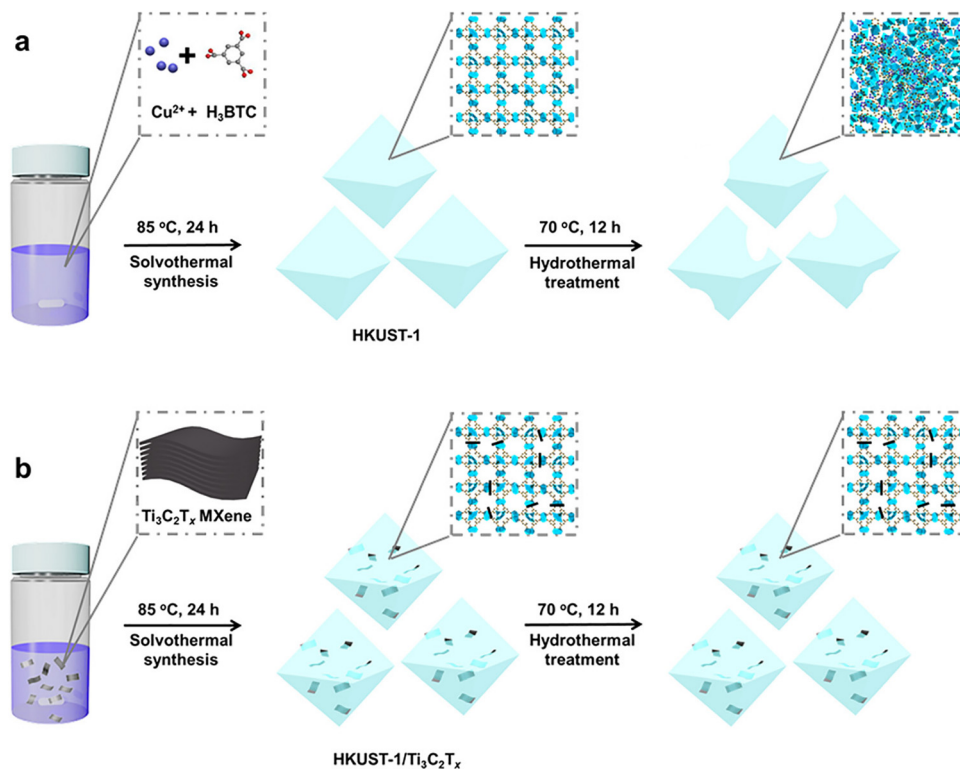 a
Cu²⁺ + H₃BTC
85 °C, 24 h
Solvothermal
synthesis
70 °C, 12 h
Hydrothermal
treatment
HKUST-1
b
Ti₃C₂Tₓ MXene
85 °C, 24 h
Solvothermal
synthesis
70 °C, 12 h
Hydrothermal
treatment
HKUST-1/Ti₃C₂Tₓ